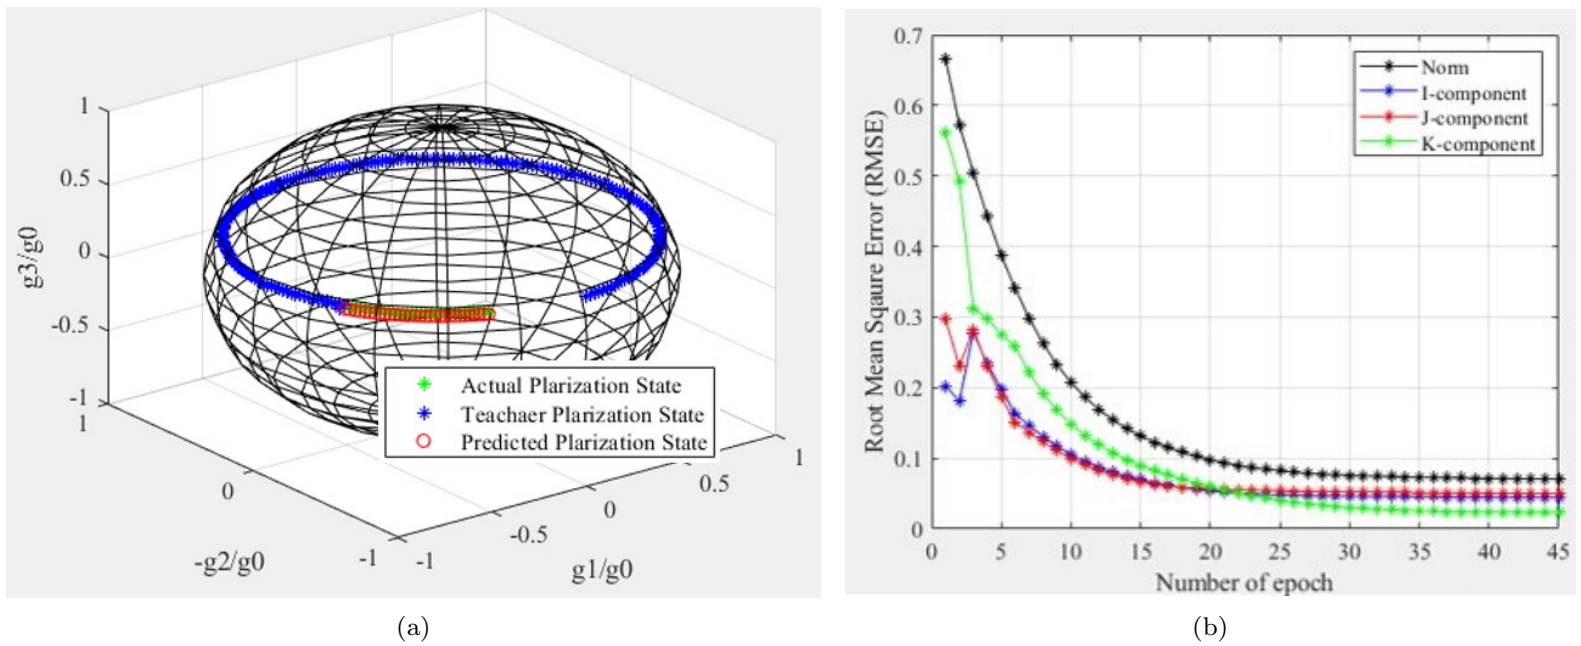 1
0.5
0
-0.5
-1
g3/g0
1
0
-1
-g2/g0
-1
-0.5
0
0.5
1
g1/g0
Actual Plarization State
Teachaer Plarization State
Predicted Plarization State
(a)
0.7
0.6
0.5
0.4
0.3
0.2
0.1
0
Root Mean Sqaure Error (RMSE)
Norm
I-component
J-component
K-component
0 5 10 15 20 25 30 35 40 45
Number of epoch
(b)